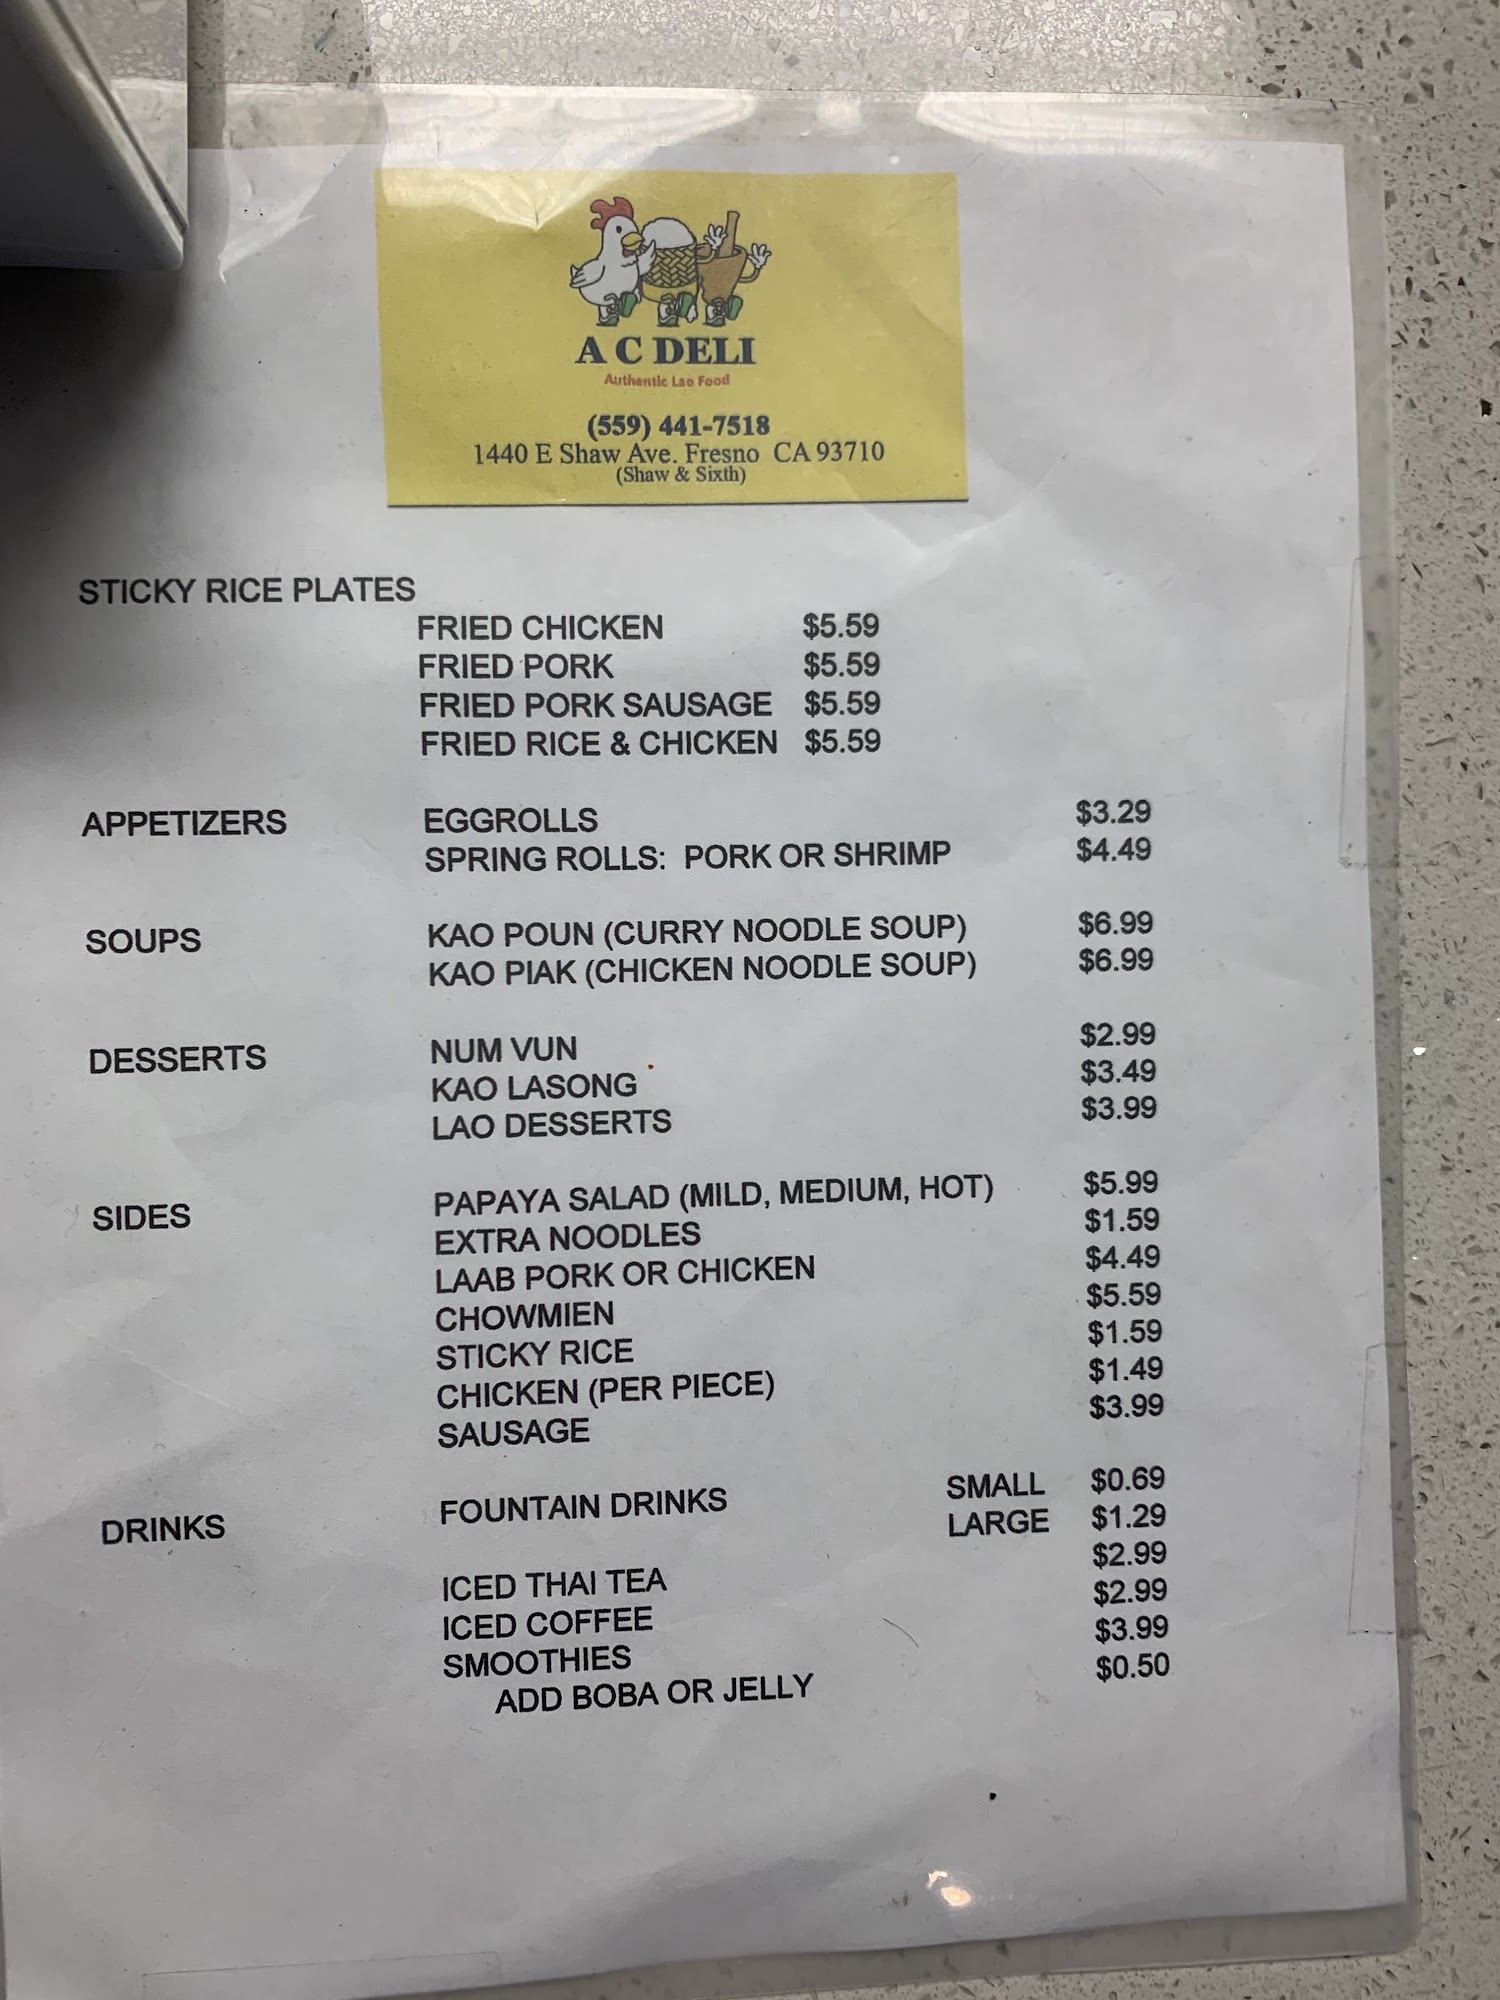 A C DELI
Authentic Lao Food
(559) 441-7518
1440 E Shaw Ave. Fresno CA 93710
(Shaw & Sixth)
STICKY RICE PLATES
FRIED CHICKEN $5.59
FRIED PORK $5.59
FRIED PORK SAUSAGE $5.59
FRIED RICE & CHICKEN $5.59
APPETIZERS EGGROLLS $3.29
SPRING ROLLS: PORK OR SHRIMP $4.49
SOUPS KAO POUN (CURRY NOODLE SOUP) $6.99
KAO PIAK (CHICKEN NOODLE SOUP) $6.99
DESSERTS NUM VUN $2.99
KAO LASONG $3.49
LAO DESSERTS $3.99
SIDES PAPAYA SALAD (MILD, MEDIUM, HOT) $5.99
EXTRA NOODLES $1.59
LAAB PORK OR CHICKEN $4.49
CHOWMIEN $5.59
STICKY RICE $1.59
CHICKEN (PER PIECE) $1.49
SAUSAGE $3.99
DRINKS FOUNTAIN DRINKS SMALL $0.69
LARGE $1.29
ICED THAI TEA $2.99
ICED COFFEE $2.99
SMOOTHIES $3.99
ADD BOBA OR JELLY $0.50